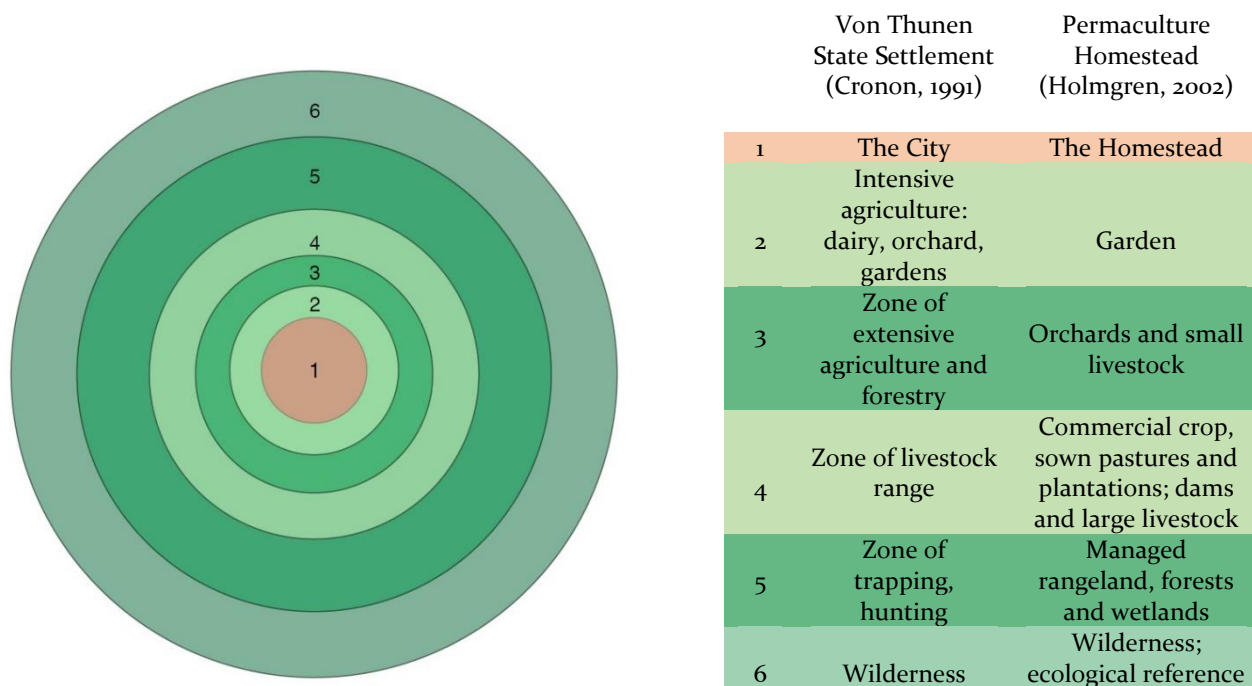 6
5
4
3
2
1
Von Thunen
State Settlement
(Cronon, 1991)
Permaculture
Homestead
(Holmgren, 2002)
1
The City
The Homestead
2
Intensive
agriculture:
dairy, orchard,
gardens
Garden
3
Zone of
extensive
agriculture and
forestry
Orchards and small
livestock
4
Zone of livestock
range
Commercial crop,
sown pastures and
plantations; dams
and large livestock
5
Zone of
trapping,
hunting
Managed
rangeland, forests
and wetlands
6
Wilderness
Wilderness;
ecological reference